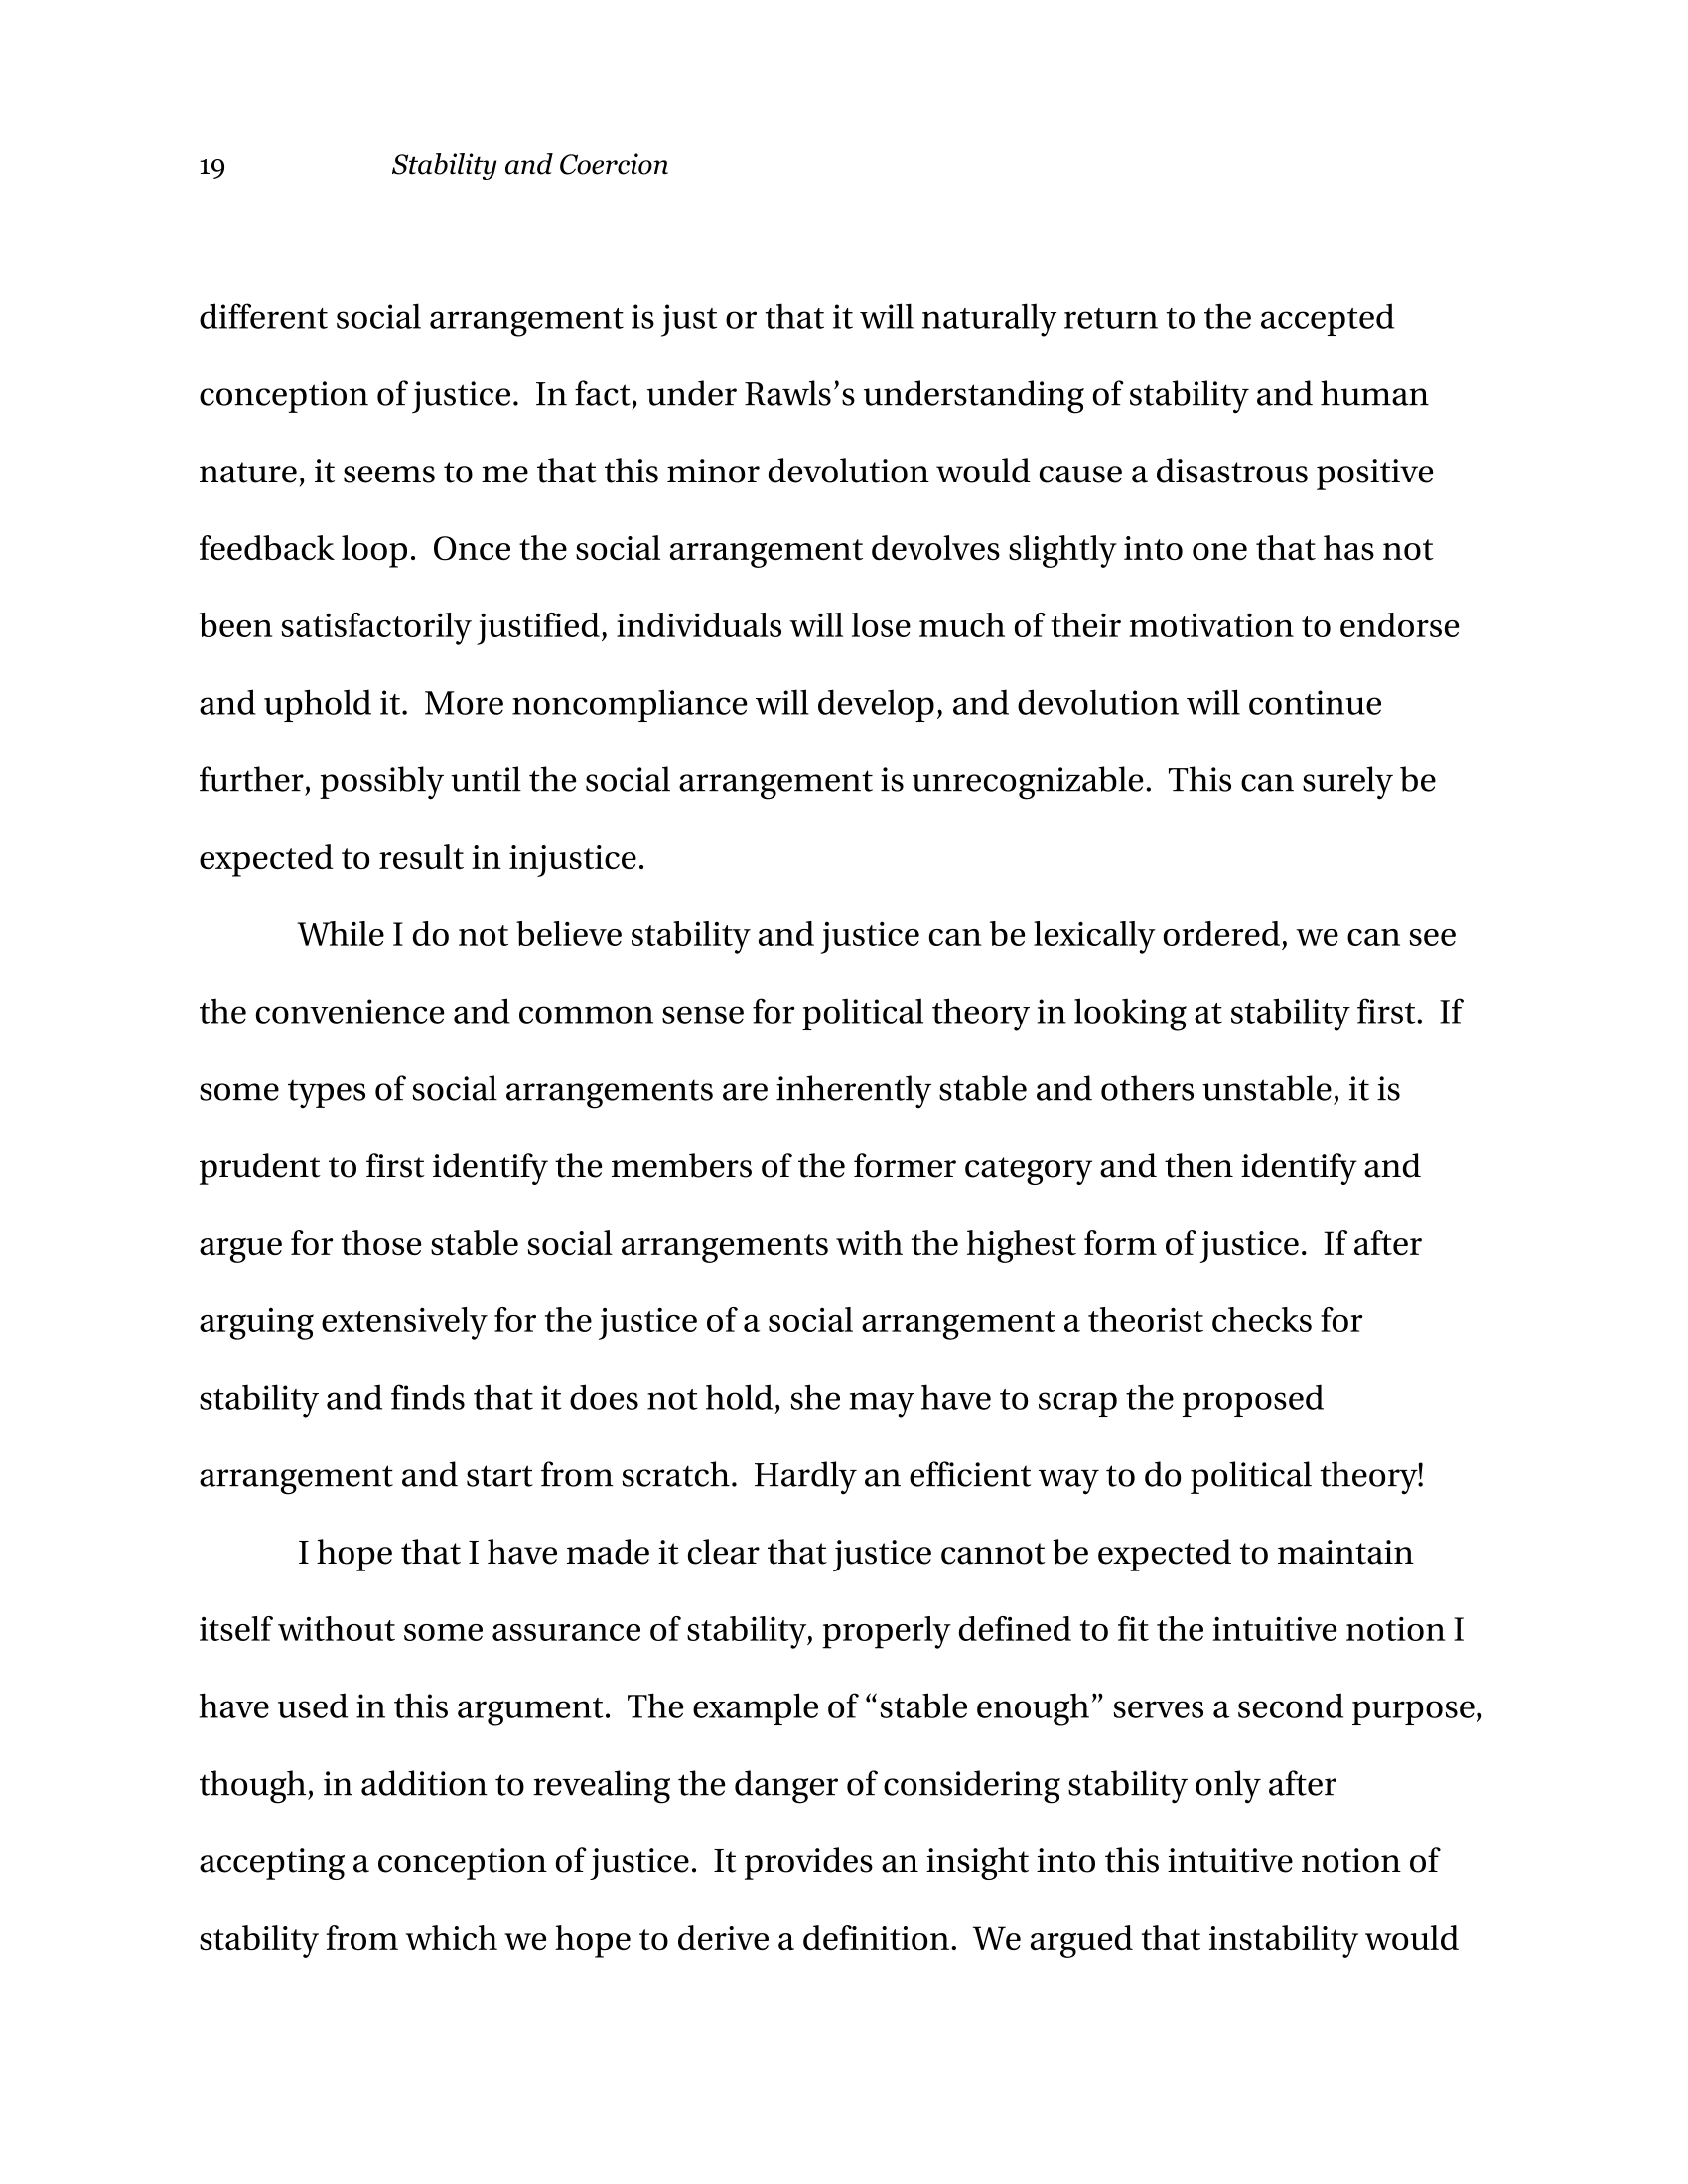 19 Stability and Coercion
different social arrangement is just or that it will naturally return to the accepted
conception of justice.  In fact, under Rawls’s understanding of stability and human
nature, it seems to me that this minor devolution would cause a disastrous positive
feedback loop.  Once the social arrangement devolves slightly into one that has not
been satisfactorily justified, individuals will lose much of their motivation to endorse
and uphold it.  More noncompliance will develop, and devolution will continue
further, possibly until the social arrangement is unrecognizable.  This can surely be
expected to result in injustice.
While I do not believe stability and justice can be lexically ordered, we can see
the convenience and common sense for political theory in looking at stability first.  If
some types of social arrangements are inherently stable and others unstable, it is
prudent to first identify the members of the former category and then identify and
argue for those stable social arrangements with the highest form of justice.  If after
arguing extensively for the justice of a social arrangement a theorist checks for
stability and finds that it does not hold, she may have to scrap the proposed
arrangement and start from scratch.  Hardly an efficient way to do political theory!
I hope that I have made it clear that justice cannot be expected to maintain
itself without some assurance of stability, properly defined to fit the intuitive notion I
have used in this argument.  The example of “stable enough” serves a second purpose,
though, in addition to revealing the danger of considering stability only after
accepting a conception of justice.  It provides an insight into this intuitive notion of
stability from which we hope to derive a definition.  We argued that instability would